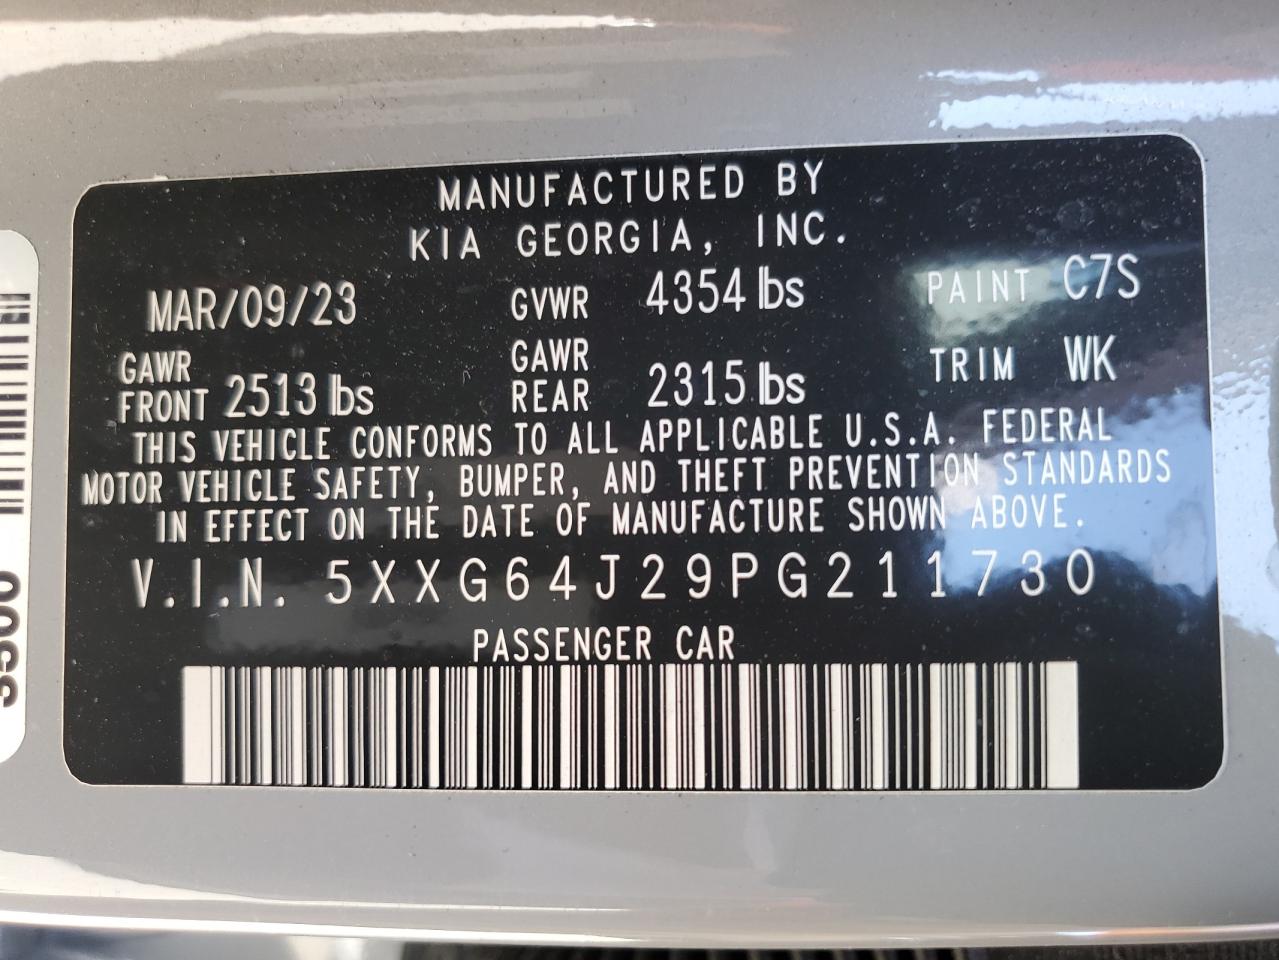 MANUFACTURED BY
KIA GEORGIA, INC.
MAR/09/23 GVWR 4354 lbs PAINT C7S
GAWR FRONT 2513 lbs GAWR REAR 2315 lbs TRIM WK
THIS VEHICLE CONFORMS TO ALL APPLICABLE U.S.A. FEDERAL
MOTOR VEHICLE SAFETY, BUMPER, AND THEFT PREVENTION STANDARDS
IN EFFECT ON THE DATE OF MANUFACTURE SHOWN ABOVE.
V.I.N. 5XXG64J29PG211730
PASSENGER CAR